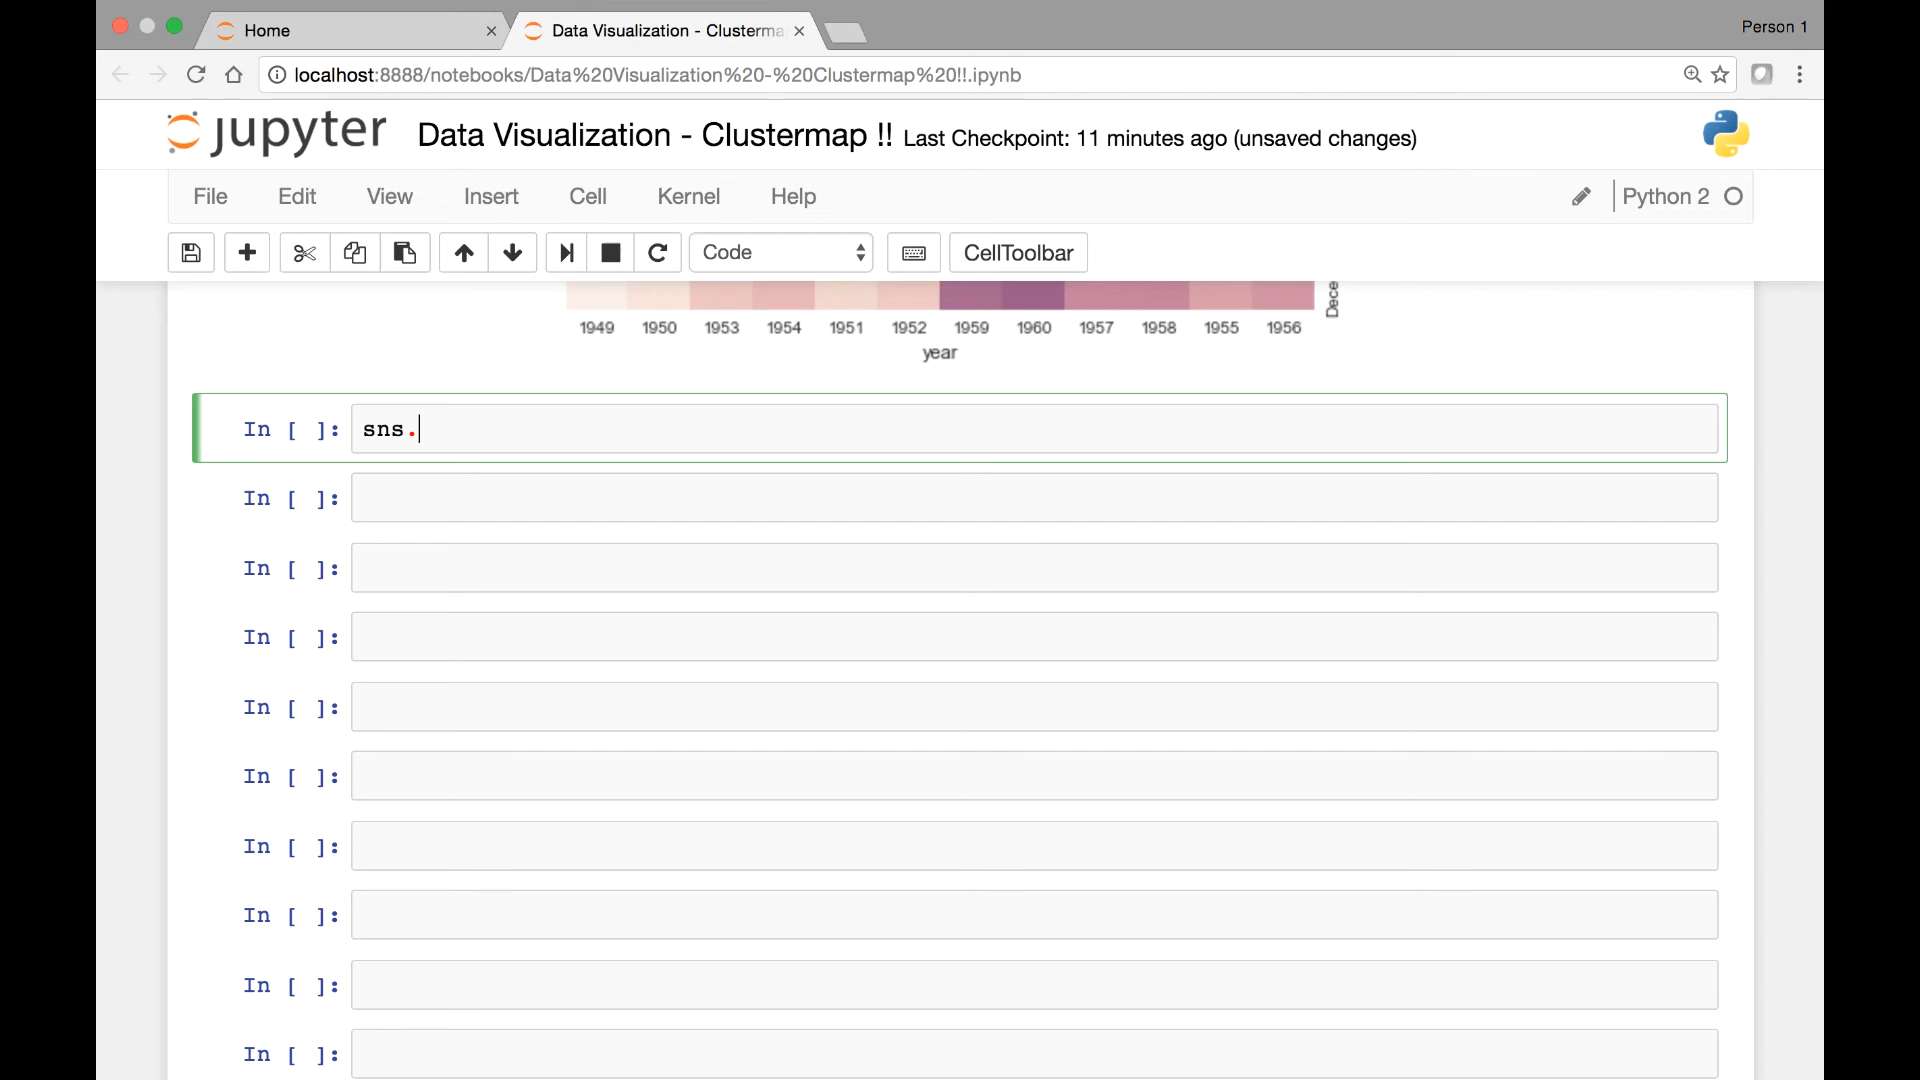 Home
Data Visualization - Clusterma
Person 1
localhost:8888/notebooks/Data%20Visualization%20-%20Clustermap%20!!.ipynb
jupyter
Data Visualization - Clustermap !! Last Checkpoint: 11 minutes ago (unsaved changes)
File Edit View Insert Cell Kernel Help
Python 2
Code
CellToolbar
Dece
1949 1950 1953 1954 1951 1952 1959 1960 1957 1958 1955 1956
year
In [ ]: sns.
In [ ]:
In [ ]:
In [ ]:
In [ ]:
In [ ]:
In [ ]:
In [ ]:
In [ ]:
In [ ]: